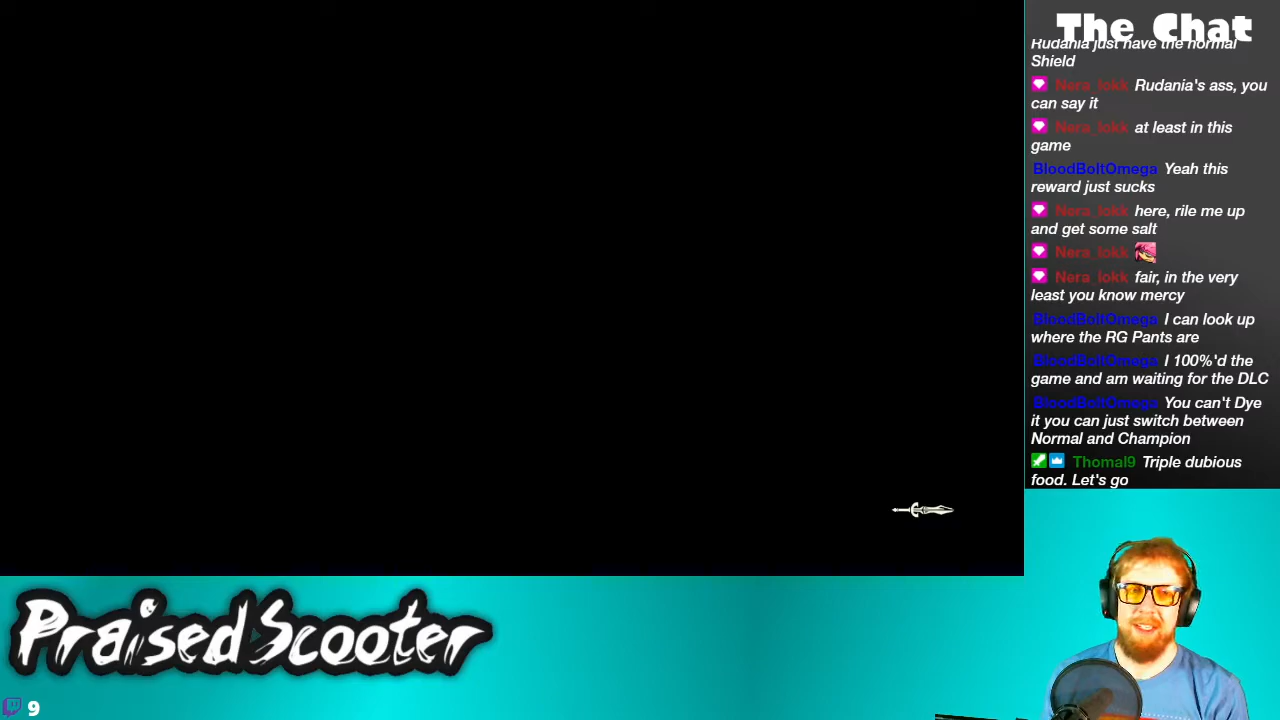 The Chat
Rudania just have the normal
Shield
Nera_lokk Rudania's ass, you
can say it
Nera_lokk at least in this
game
BloodBoltOmega Yeah this
reward just sucks
Nera_lokk here, rile me up
and get some salt
Nera_lokk
Nera_lokk fair, in the very
least you know mercy
BloodBoltOmega I can look up
where the RG Pants are
BloodBoltOmega I 100%'d the
game and am waiting for the DLC
BloodBoltOmega You can't Dye
it you can just switch between
Normal and Champion
Thomal9 Triple dubious
food. Let's go
PraisedScooter
9